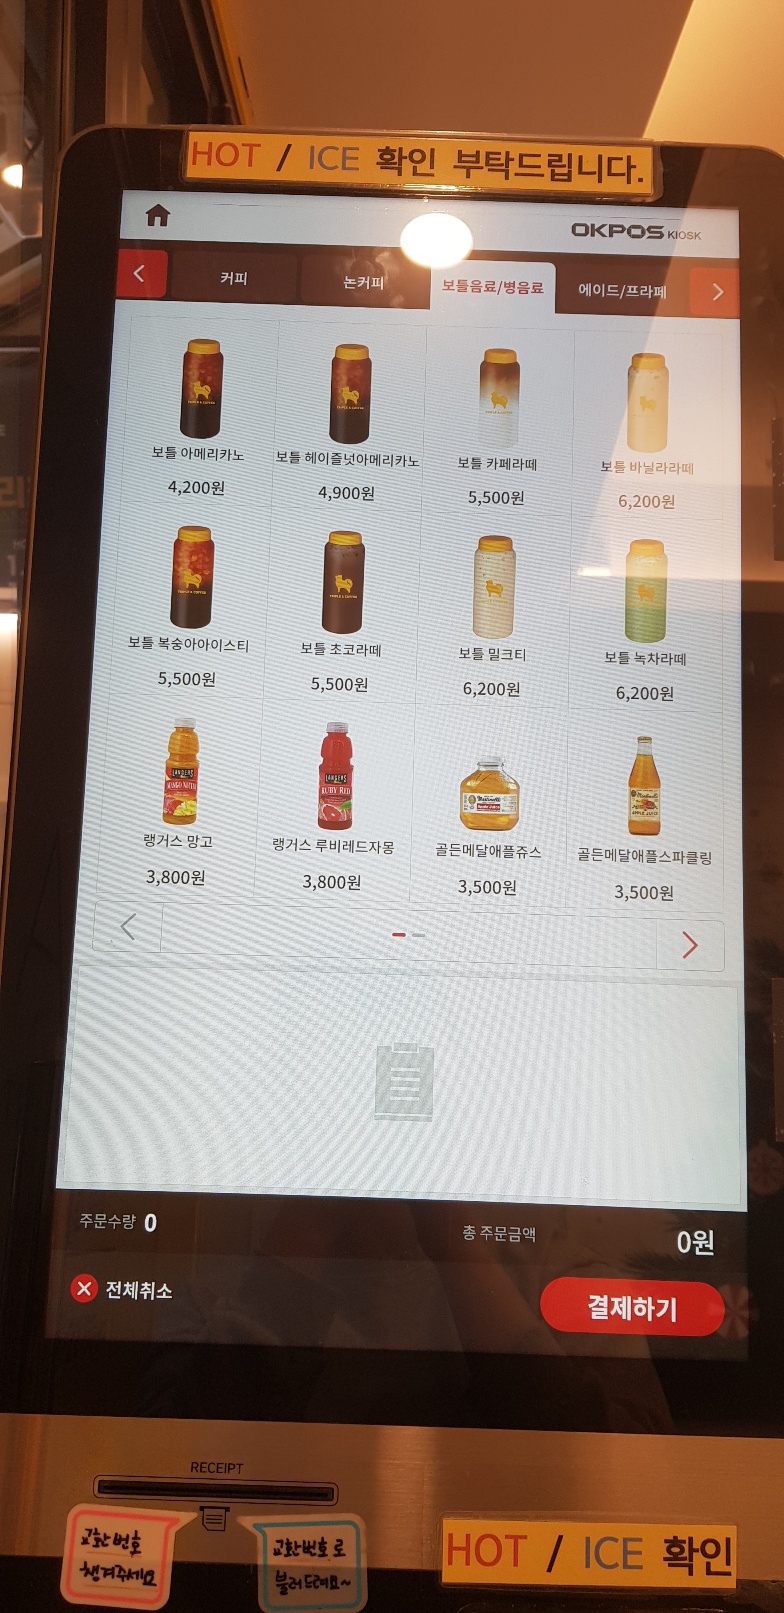 HOT / ICE 확인 부탁드립니다.
OKPOS KIOSK
커피
논커피
보틀음료/병음료
에이드/프라페
보틀 아메리카노
보틀 헤이즐넛아메리카노
보틀 카페라떼
보틀 바닐라라떼
4,200원
4,900원
5,500원
6,200원
보틀 복숭아아이스티
보틀 초코라떼
보틀 밀크티
보틀 녹차라떼
5,500원
5,500원
6,200원
6,200원
LANGERS
MANGO NECTAR
LANGERS
RUBY RED
Martinelli's
APPLE JUICE
랭거스 망고
랭거스 루비레드자몽
골든메달애플쥬스
골든메달애플스파클링
3,800원
3,800원
3,500원
3,500원
주문수량 0
총 주문금액
0원
전체취소
결제하기
RECEIPT
교환번호
챙겨주세요
교환번호로
불러드려요~
HOT / ICE 확인